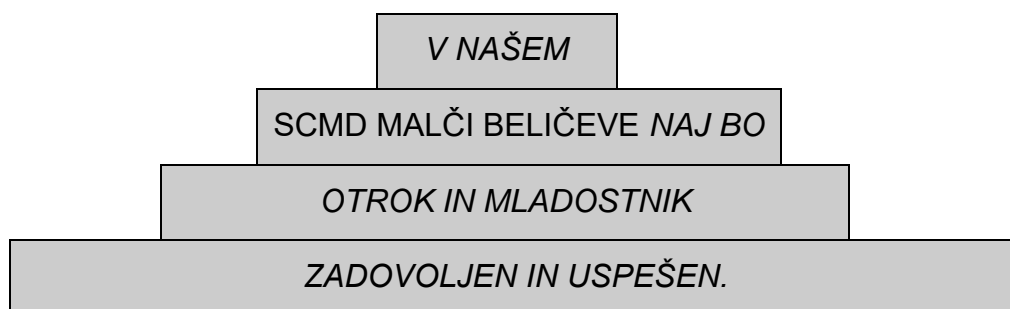 V NAŠEM
SCMD MALČI BELIČEVE NAJ BO
OTROK IN MLADOSTNIK
ZADOVOLJEN IN USPEŠEN.